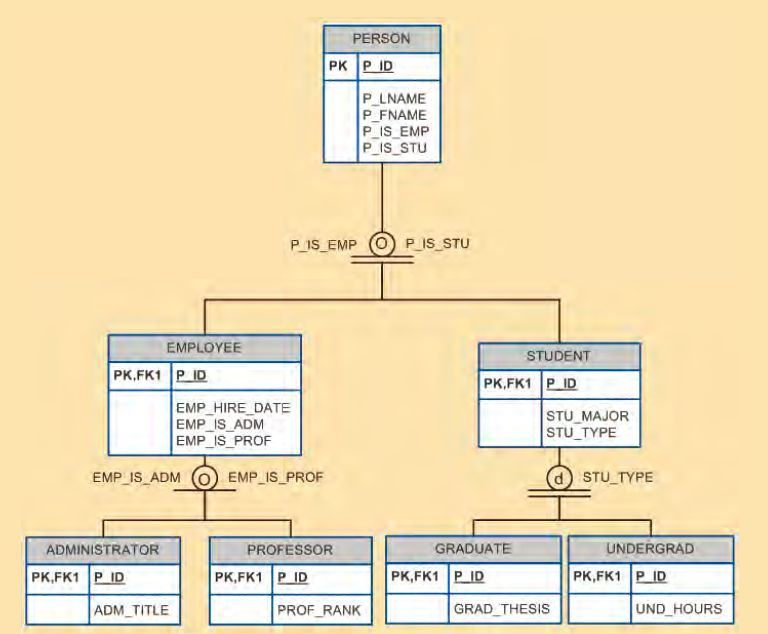 PERSON
PK P_ID
P_LNAME
P_FNAME
P_IS_EMP
P_IS_STU
P_IS_EMP O P_IS_STU
EMPLOYEE
PK,FK1 P_ID
EMP_HIRE_DATE
EMP_IS_ADM
EMP_IS_PROF
STUDENT
PK,FK1 P_ID
STU_MAJOR
STU_TYPE
EMP_IS_ADM O EMP_IS_PROF
d STU_TYPE
ADMINISTRATOR
PK,FK1 P_ID
ADM_TITLE
PROFESSOR
PK,FK1 P_ID
PROF_RANK
GRADUATE
PK,FK1 P_ID
GRAD_THESIS
UNDERGRAD
PK,FK1 P_ID
UND_HOURS